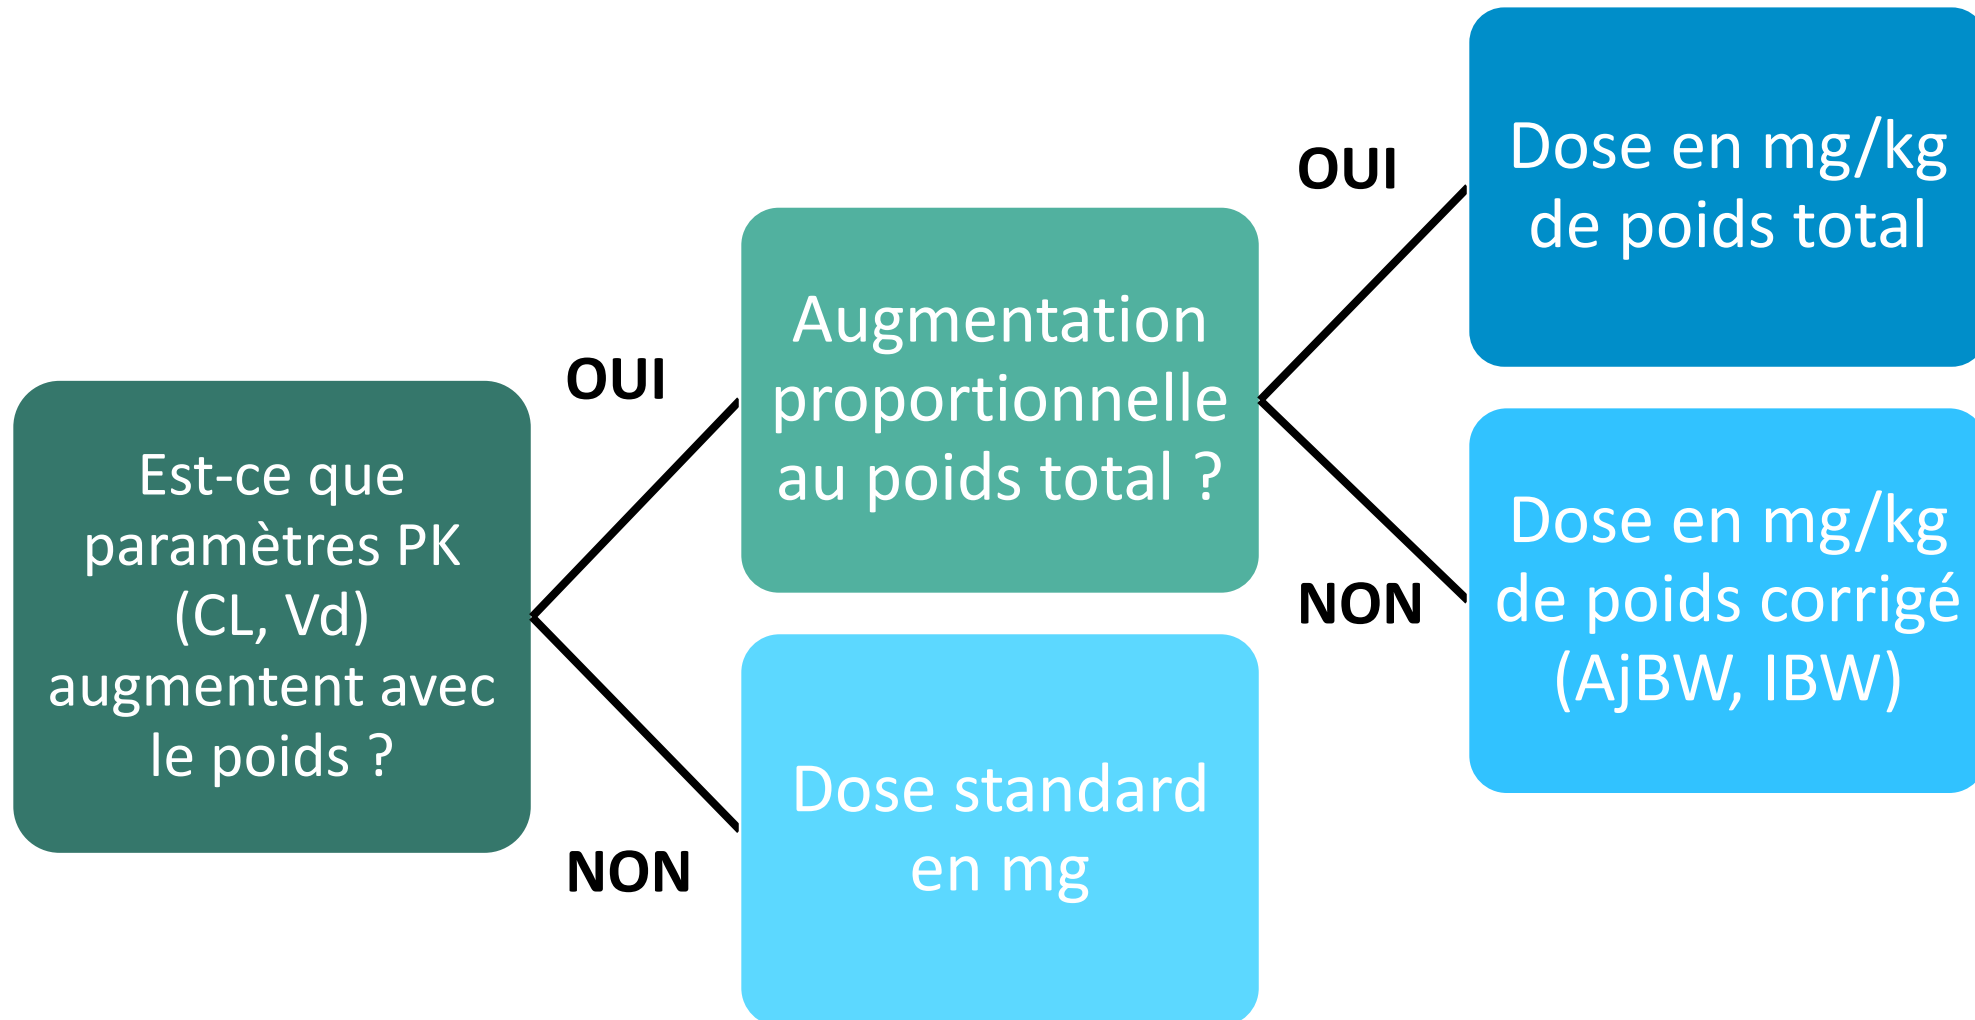 Est-ce que
paramètres PK
(CL, Vd)
augmentent avec
le poids ?
OUI
NON
Augmentation
proportionnelle
au poids total ?
Dose standard
en mg
OUI
NON
Dose en mg/kg
de poids total
Dose en mg/kg
de poids corrigé
(AjBW, IBW)